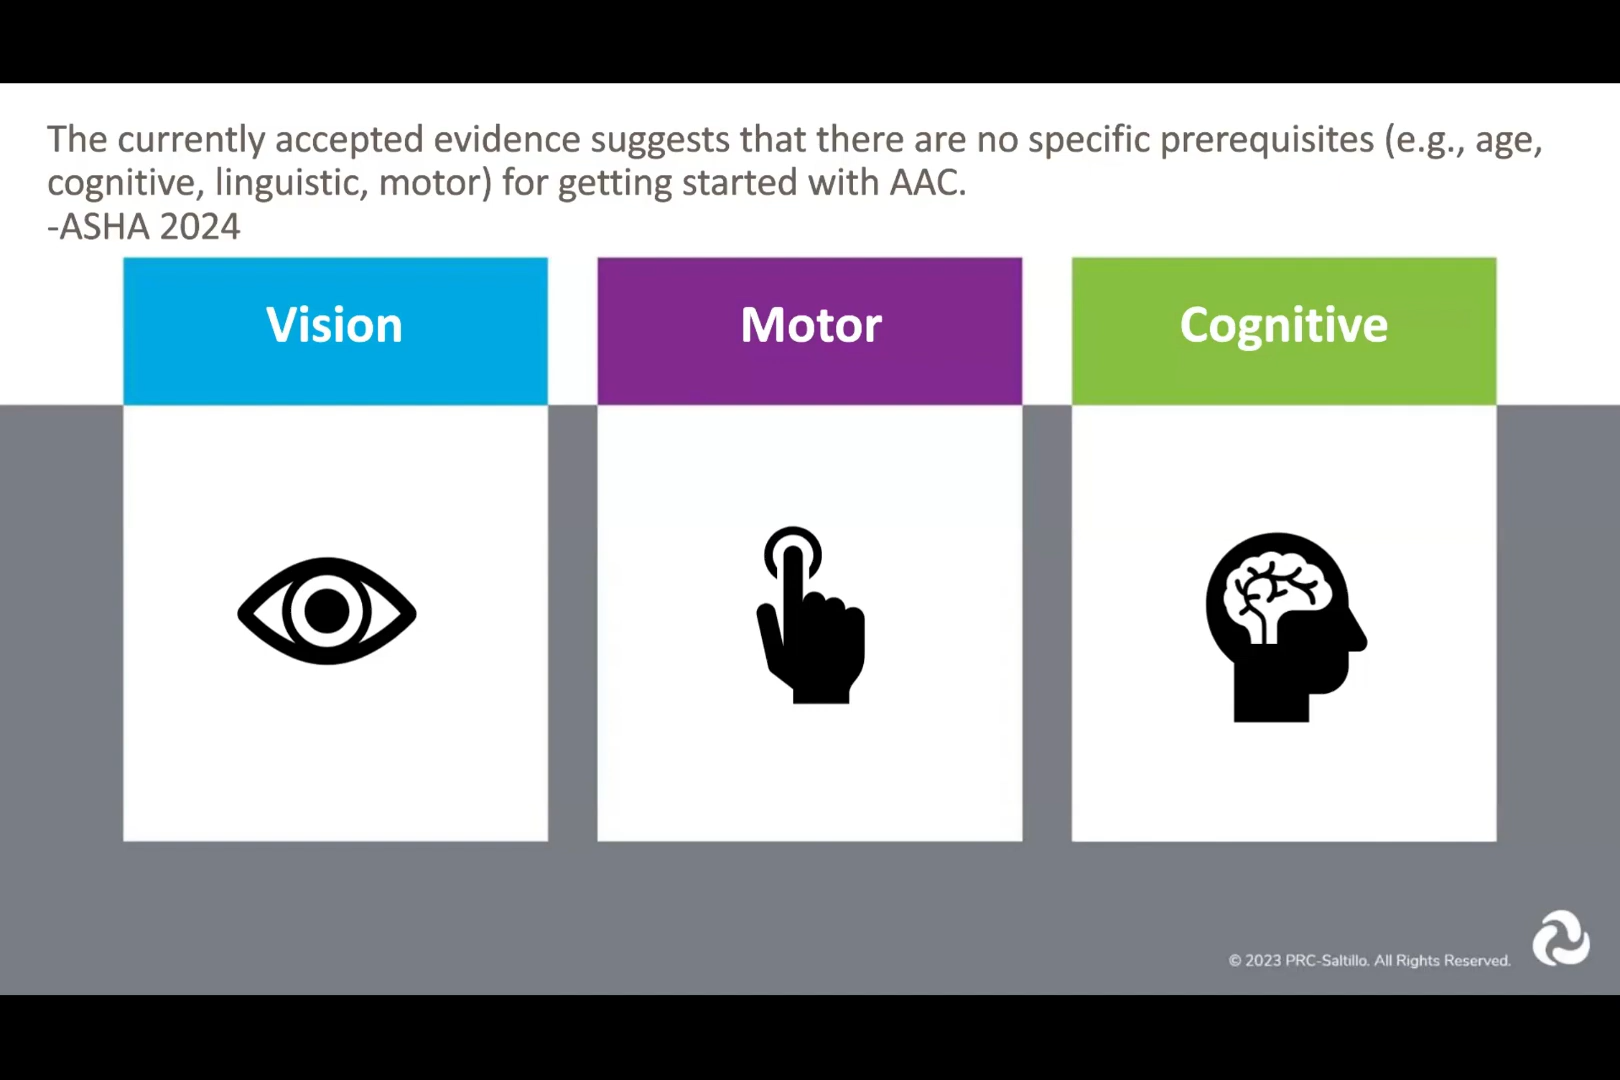 The currently accepted evidence suggests that there are no specific prerequisites (e.g., age,
cognitive, linguistic, motor) for getting started with AAC.
-ASHA 2024
Vision
Motor
Cognitive
© 2023 PRC-Saltillo. All Rights Reserved.